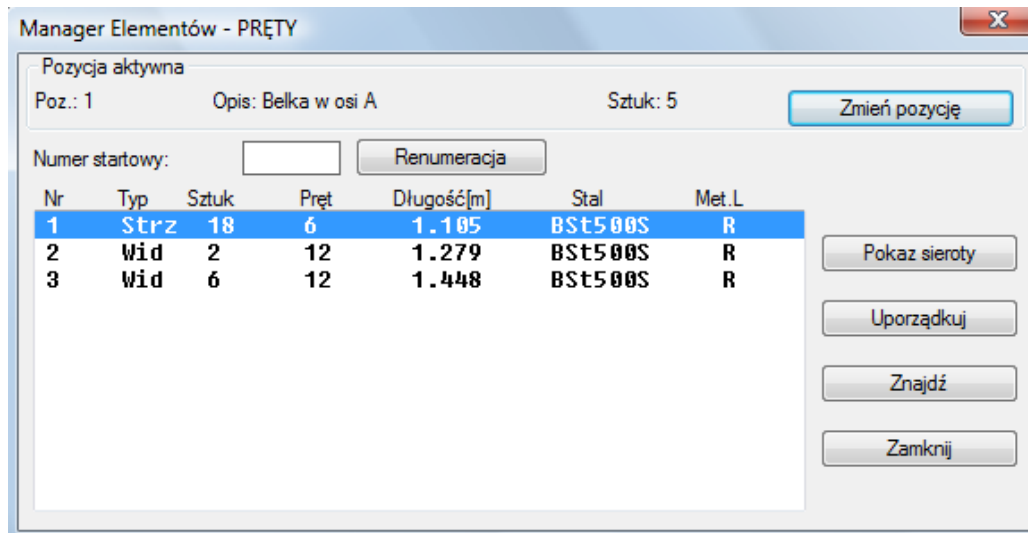 Manager Elementów - PRĘTY
Pozycja aktywna
Poz.: 1 Opis: Belka w osi A Sztuk: 5 Zmień pozycję
Numer startowy: Renumeracja
Nr Typ Sztuk Pręt Długość[m] Stal Met.L
1 Strz 18 6 1.105 BSt500S R
2 Wid 2 12 1.279 BSt500S R
3 Wid 6 12 1.448 BSt500S R
Pokaz sieroty
Uporządkuj
Znajdź
Zamknij